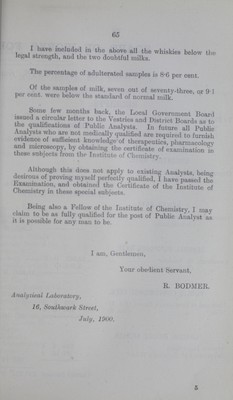 65
I have included in the above all the whiskies below the
legal strength, and the two doubtful milks.
The percentage of adulterated samples is 8·6 per cent.
Of the samples of milk, seven out of seventy-three, or 9·1
per cent. were below the standard of normal milk.
Some few months back, the Local Government Board
issued a circular letter to the Vestries and District Boards as to
the qualifications of Public Analysts. In future all Public
Analysts who are not medically qualified are required to furnish
evidence of sufficient knowledge of therapeutics, pharmacology
and microscopy, by obtaining the certificate of examination in
these subjects from the Institute of Chemistry.
Although this does not apply to existing Analysts, being
desirous of proving myself perfectly qualified, I have passed the
Examination, and obtained the Certificate of the Institute of
Chemistry in these special subjects.
Being also a Fellow of the Institute of Chemistry, I may
claim to be as fully qualified for the post of Public Analyst as
it is possible for any man to be.
I am, Gentlemen,
Your obedient Servant,
R. BODMER.
Analytical Laboratory,
16, Southwark Street,
July, 1900.
5